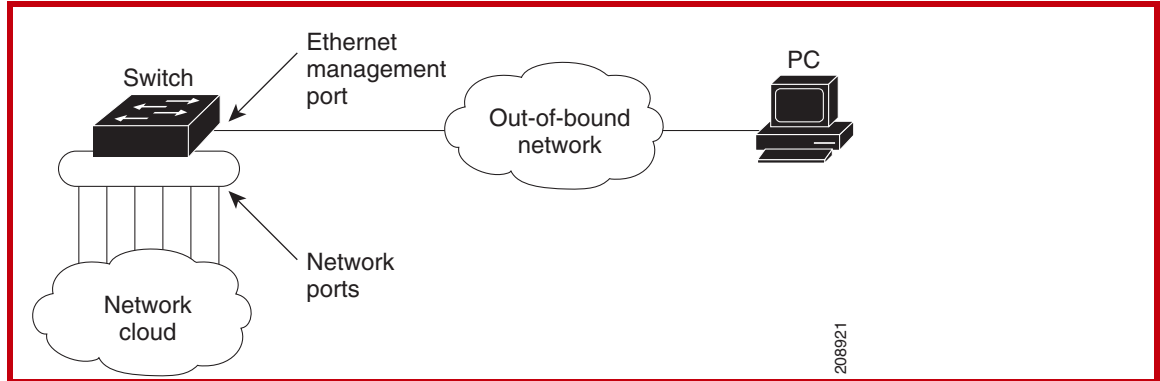 Switch
Ethernet
management
port
Out-of-bound
network
PC
Network
ports
Network
cloud
208921